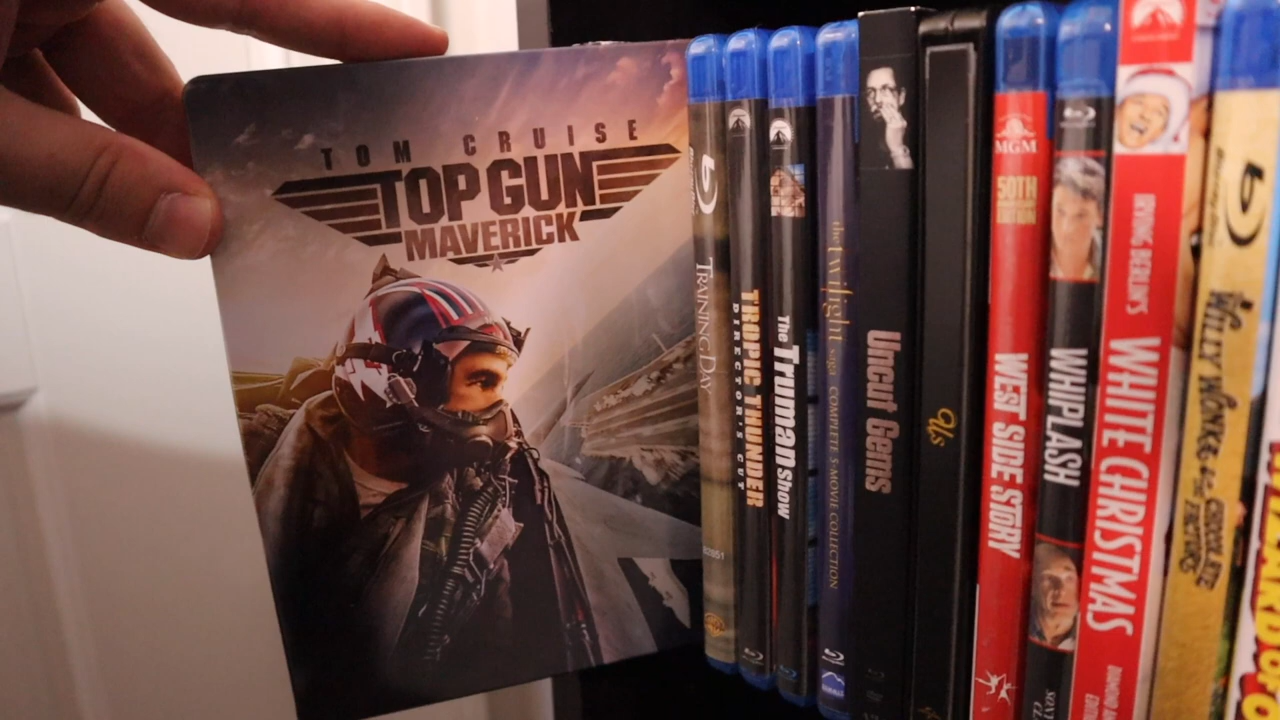 TOM CRUISE
TOP GUN
MAVERICK
TRAINING DAY
TROPIC THUNDER
DIRECTOR'S CUT
The Truman Show
the twilight saga COMPLETE 5-MOVIE COLLECTION
Uncut Gems
Us
MGM
50TH
WEST SIDE STORY
WHIPLASH
IRVING BERLIN'S
WHITE CHRISTMAS
DIAMOND
WILLY WONKA & THE CHOCOLATE FACTORY